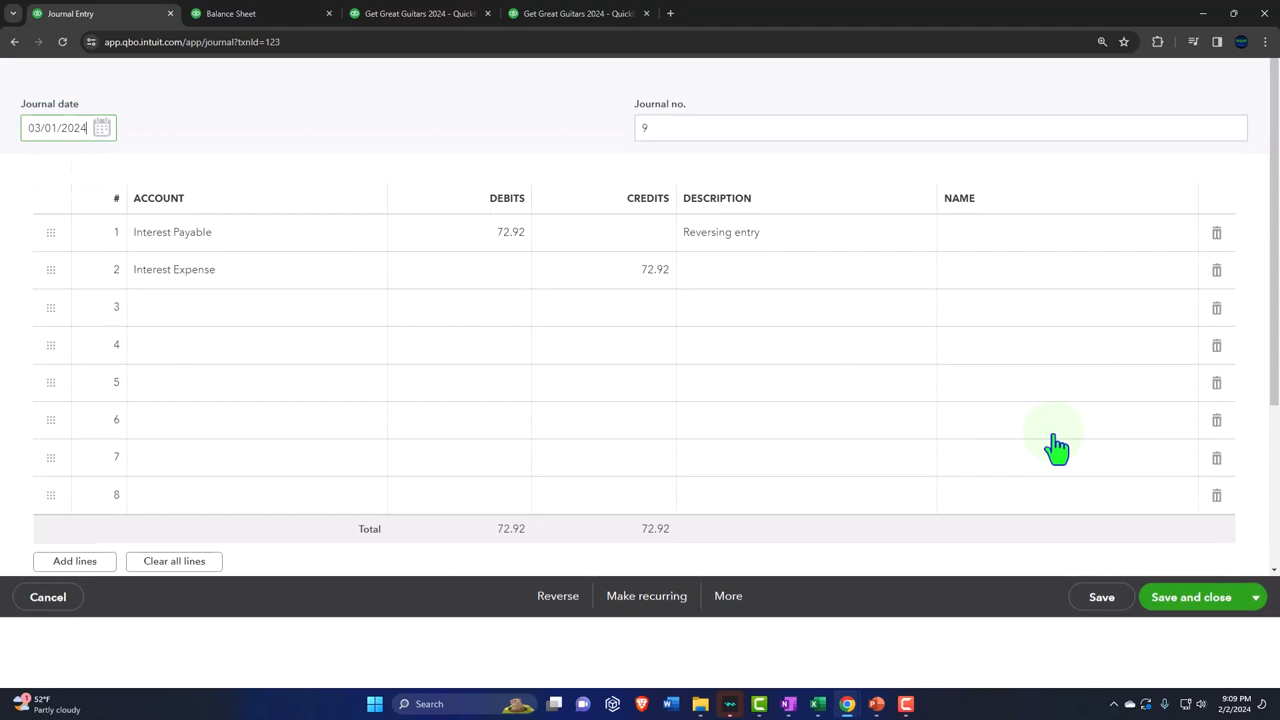 Journal Entry
Balance Sheet
Get Great Guitars 2024 - Quick
Get Great Guitars 2024 - Quick
app.qbo.intuit.com/app/journal?txnId=123
Journal date
Journal no.
03/01/2024
9
# ACCOUNT DEBITS CREDITS DESCRIPTION NAME
1 Interest Payable 72.92 Reversing entry
2 Interest Expense 72.92
3
4
5
6
7
8
Total 72.92 72.92
Add lines
Clear all lines
Cancel
Reverse
Make recurring
More
Save
Save and close
1
52°F
Partly cloudy
Search
9:09 PM
2/2/2024